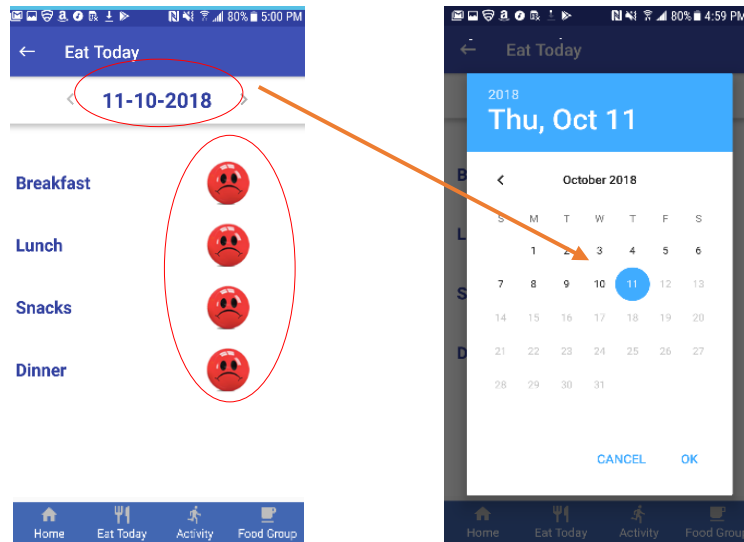 80% 5:00 PM
← Eat Today
< 11-10-2018 >
Breakfast
Lunch
Snacks
Dinner
Home Eat Today Activity Food Group
80% 4:59 PM
← Eat Today
2018
Thu, Oct 11
< October 2018
S M T W T F S
1 2 3 4 5 6
7 8 9 10 11 12 13
14 15 16 17 18 19 20
21 22 23 24 25 26 27
28 29 30 31
B
L
S
D
CANCEL OK
Home Eat Today Activity Food Group